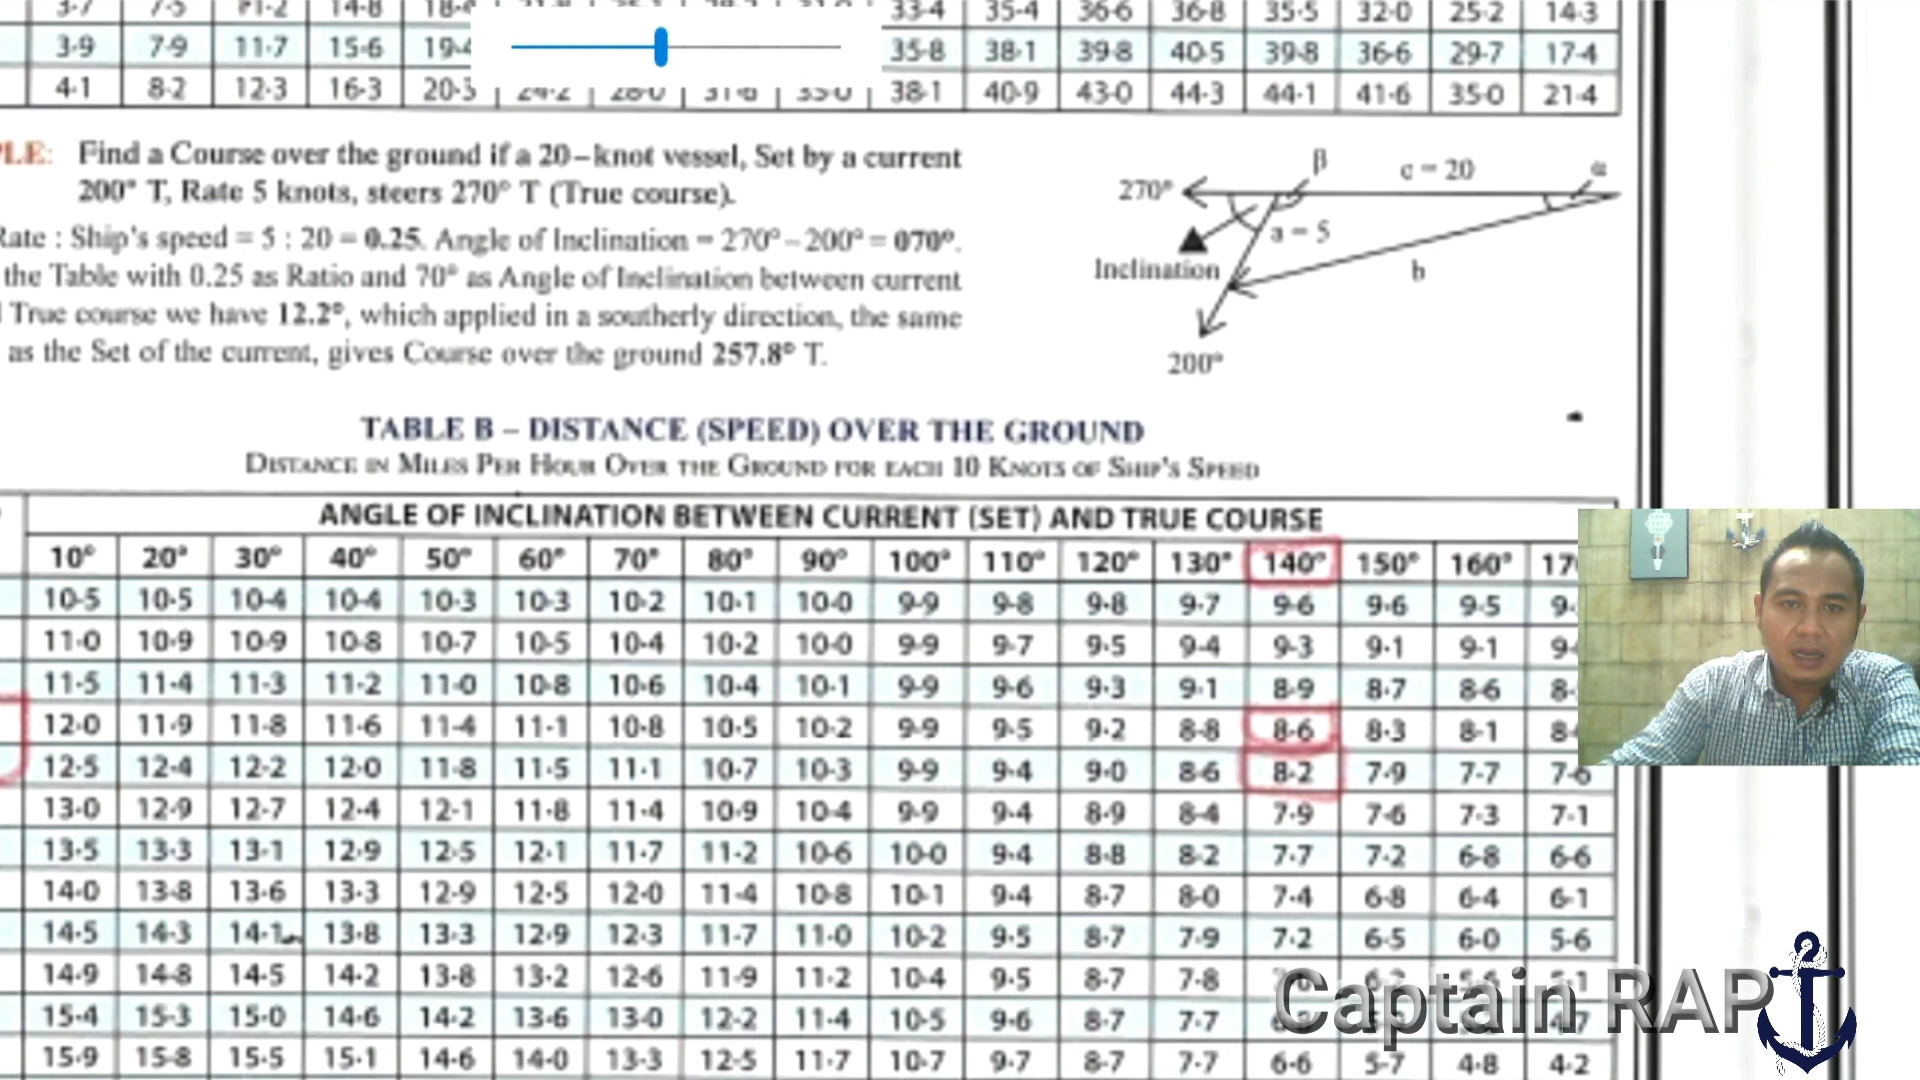 3·9 7·9 11·7 15·6 19·4 35·8 38·1 39·8 40·5 39·8 36·6 29·7 17·4
4·1 8·2 12·3 16·3 20·3 24·2 28·0 31·6 35·0 38·1 40·9 43·0 44·3 44·1 41·6 35·0 21·4
PLE: Find a Course over the ground if a 20–knot vessel, Set by a current
200° T, Rate 5 knots, steers 270° T (True course).
Rate : Ship's speed = 5 : 20 = 0.25. Angle of Inclination = 270° – 200° = 070°.
the Table with 0.25 as Ratio and 70° as Angle of Inclination between current
True course we have 12.2°, which applied in a southerly direction, the same
as the Set of the current, gives Course over the ground 257.8° T.
β
c = 20
α
270°
a = 5
Inclination
b
200°
TABLE B – DISTANCE (SPEED) OVER THE GROUND
DISTANCE IN MILES PER HOUR OVER THE GROUND FOR EACH 10 KNOTS OF SHIP'S SPEED
ANGLE OF INCLINATION BETWEEN CURRENT (SET) AND TRUE COURSE
10° 20° 30° 40° 50° 60° 70° 80° 90° 100° 110° 120° 130° 140° 150° 160° 17
10·5 10·5 10·4 10·4 10·3 10·3 10·2 10·1 10·0 9·9 9·8 9·8 9·7 9·6 9·6 9·5 9·
11·0 10·9 10·9 10·8 10·7 10·5 10·4 10·2 10·0 9·9 9·7 9·5 9·4 9·3 9·1 9·1 9·
11·5 11·4 11·3 11·2 11·0 10·8 10·6 10·4 10·1 9·9 9·6 9·3 9·1 8·9 8·7 8·6 8·
12·0 11·9 11·8 11·6 11·4 11·1 10·8 10·5 10·2 9·9 9·5 9·2 8·8 8·6 8·3 8·1 8·
12·5 12·4 12·2 12·0 11·8 11·5 11·1 10·7 10·3 9·9 9·4 9·0 8·6 8·2 7·9 7·7 7·6
13·0 12·9 12·7 12·4 12·1 11·8 11·4 10·9 10·4 9·9 9·4 8·9 8·4 7·9 7·6 7·3 7·1
13·5 13·3 13·1 12·9 12·5 12·1 11·7 11·2 10·6 10·0 9·4 8·8 8·2 7·7 7·2 6·8 6·6
14·0 13·8 13·6 13·3 12·9 12·5 12·0 11·4 10·8 10·1 9·4 8·7 8·0 7·4 6·8 6·4 6·1
14·5 14·3 14·1 13·8 13·3 12·9 12·3 11·7 11·0 10·2 9·5 8·7 7·9 7·2 6·5 6·0 5·6
14·9 14·8 14·5 14·2 13·8 13·2 12·6 11·9 11·2 10·4 9·5 8·7 7·8
15·4 15·3 15·0 14·6 14·2 13·6 13·0 12·2 11·4 10·5 9·6 8·7 7·7
15·9 15·8 15·5 15·1 14·6 14·0 13·3 12·5 11·7 10·7 9·7 8·7 7·7 6·6 5·7 4·8 4·2
Captain RAP